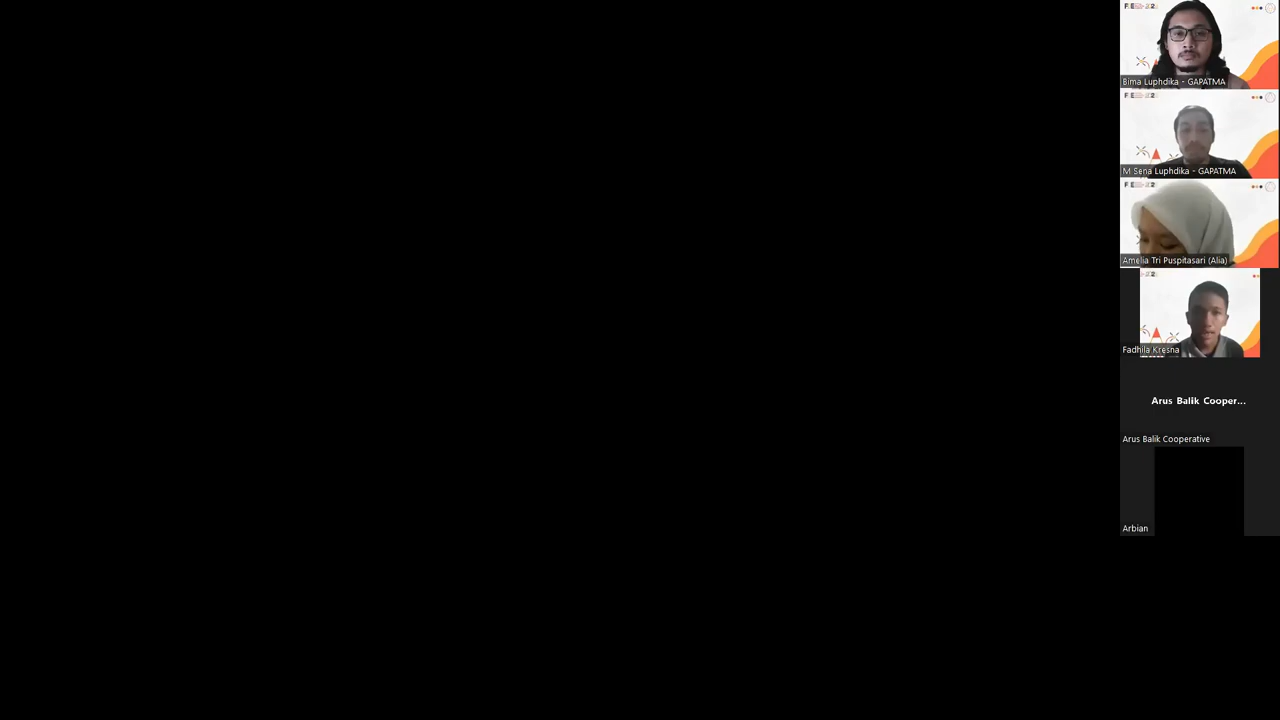 Bima Luphdika - GAPATMA
M Sena Luphdika - GAPATMA
Amelia Tri Puspitasari (Alia)
Fadhila Kresna
Arus Balik Cooper...
Arus Balik Cooperative
Arbian